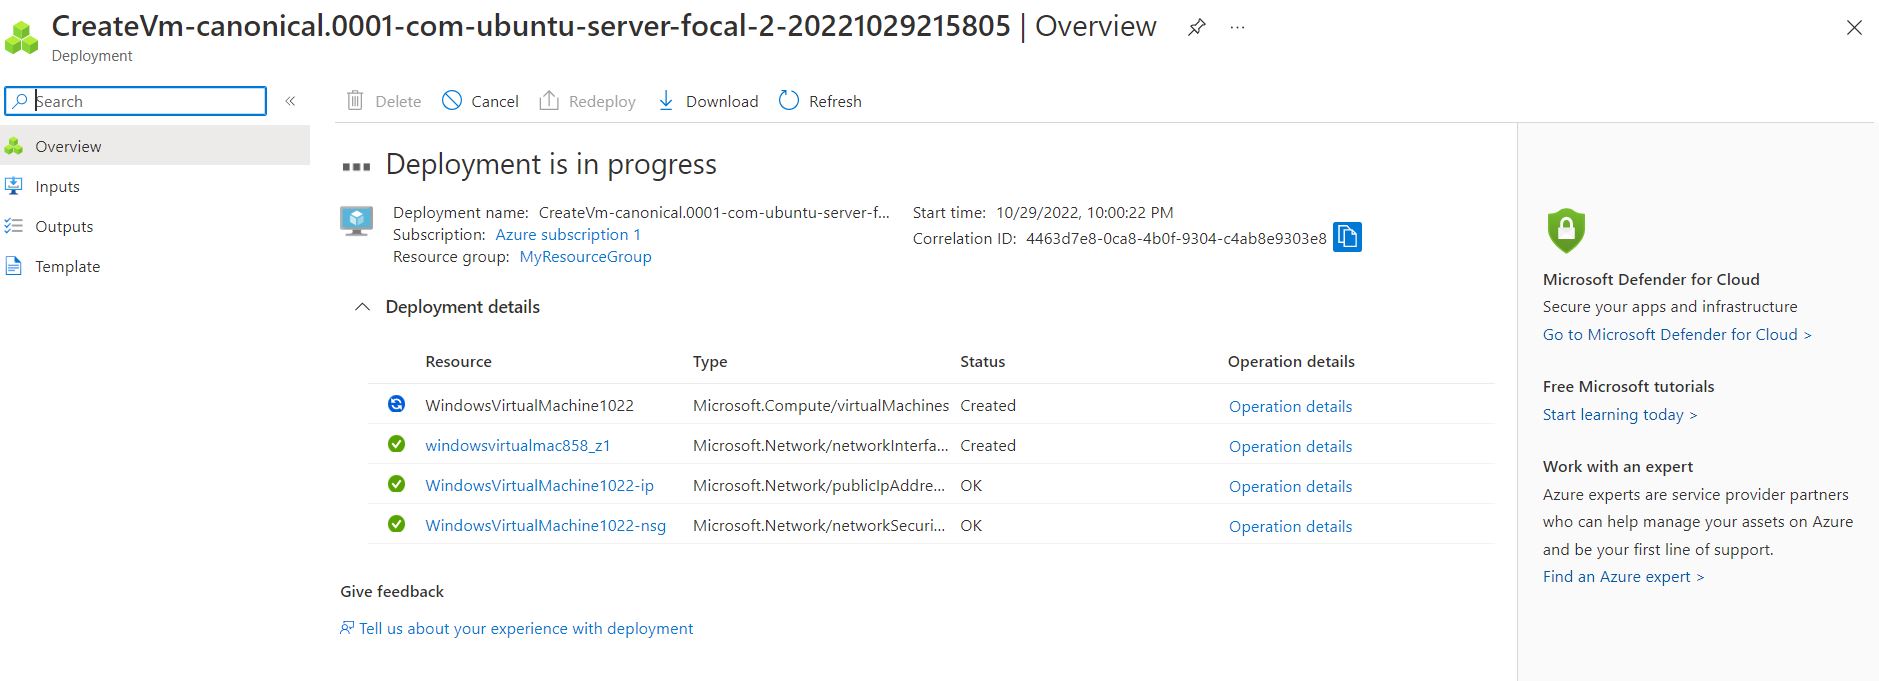 CreateVm-canonical.0001-com-ubuntu-server-focal-2-20221029215805 | Overview
Deployment
Search
Delete Cancel Redeploy Download Refresh
Overview
Inputs
Outputs
Template
Deployment is in progress
Deployment name: CreateVm-canonical.0001-com-ubuntu-server-f...
Subscription: Azure subscription 1
Resource group: MyResourceGroup
Start time: 10/29/2022, 10:00:22 PM
Correlation ID: 4463d7e8-0ca8-4b0f-9304-c4ab8e9303e8
Deployment details
Resource Type Status Operation details
WindowsVirtualMachine1022 Microsoft.Compute/virtualMachines Created Operation details
windowsvirtualmac858_z1 Microsoft.Network/networkInterfa... Created Operation details
WindowsVirtualMachine1022-ip Microsoft.Network/publicIpAddre... OK Operation details
WindowsVirtualMachine1022-nsg Microsoft.Network/networkSecuri... OK Operation details
Give feedback
Tell us about your experience with deployment
Microsoft Defender for Cloud
Secure your apps and infrastructure
Go to Microsoft Defender for Cloud >
Free Microsoft tutorials
Start learning today >
Work with an expert
Azure experts are service provider partners
who can help manage your assets on Azure
and be your first line of support.
Find an Azure expert >